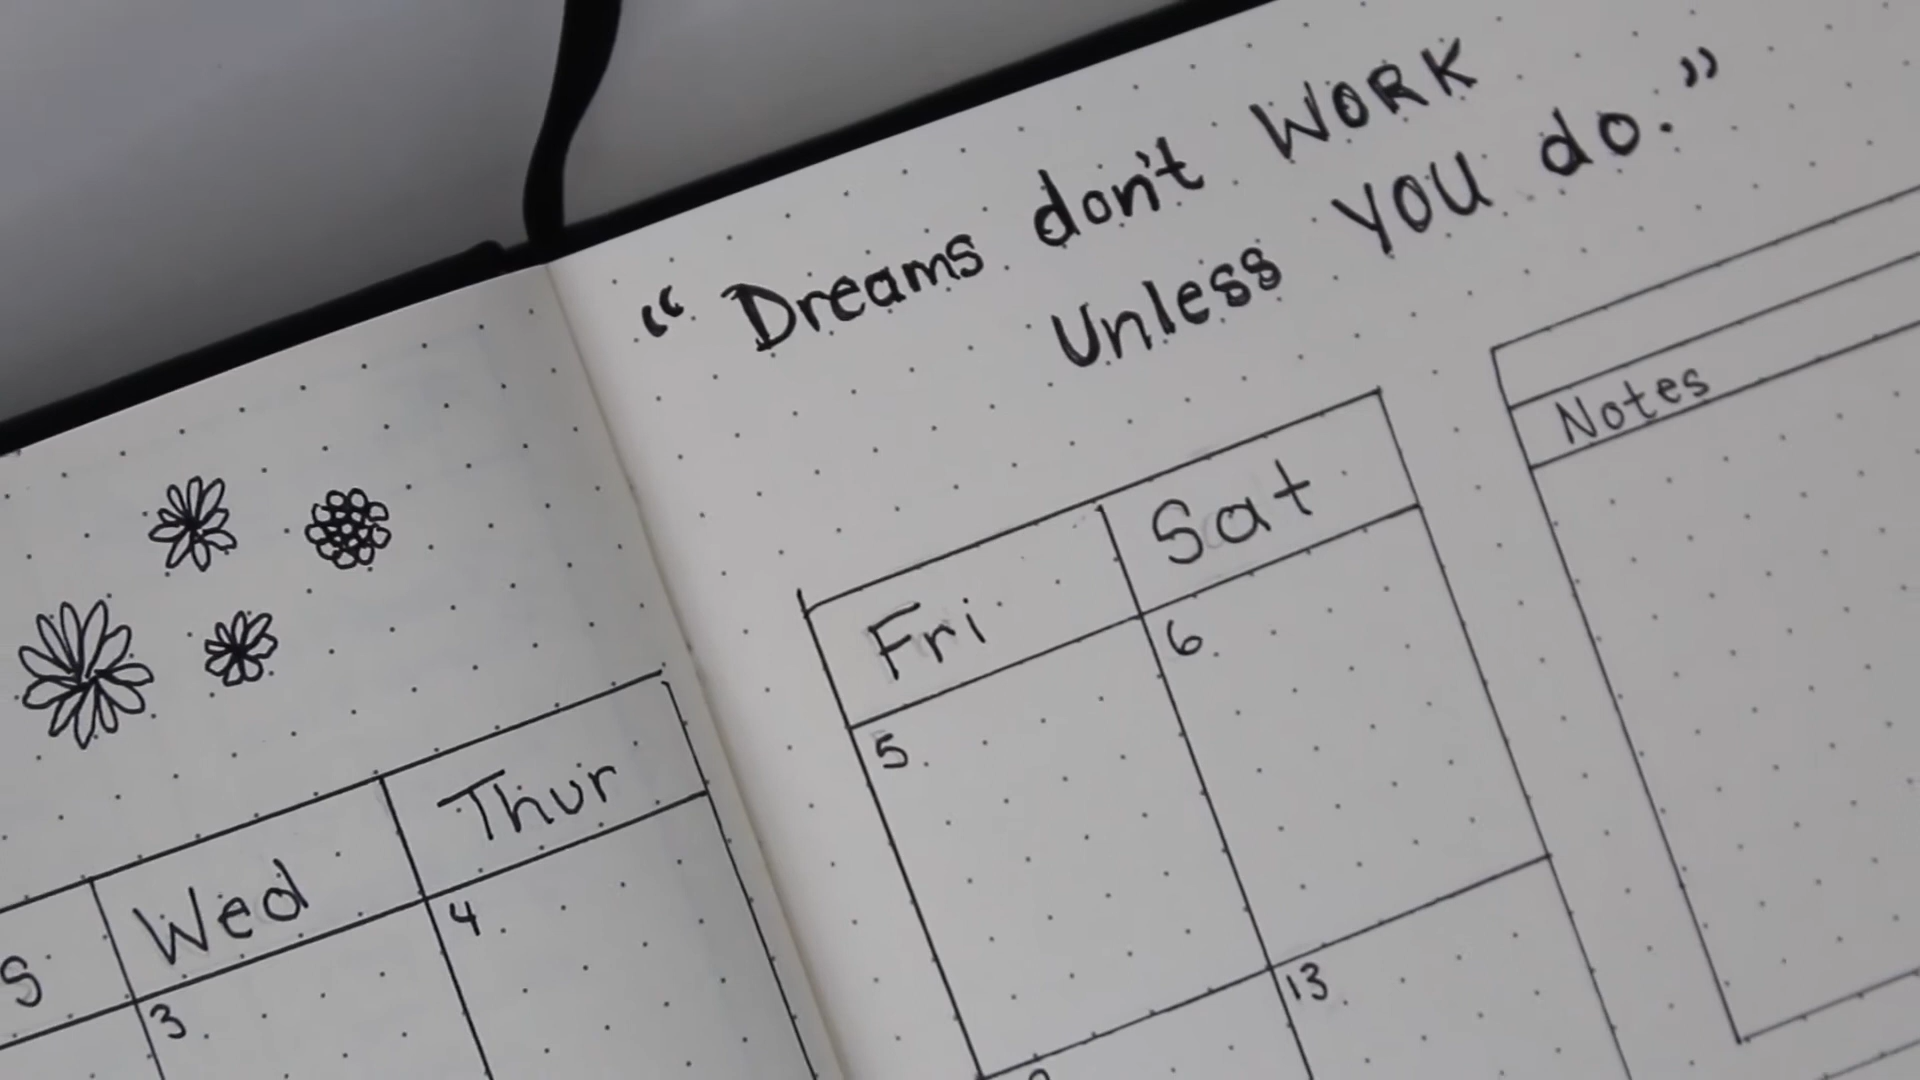 “Dreams don't WORK
Unless YOU do.”
Notes
Wed
Thur
Fri
Sat
3
4
5
6
13